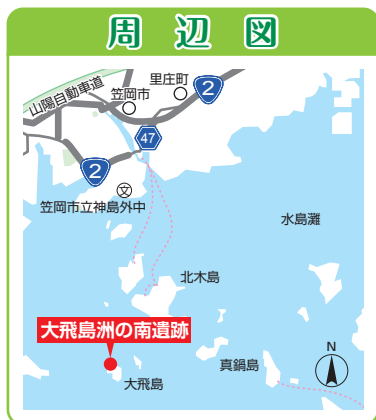 周辺図
山陽自動車道
里庄町
笠岡市
2
47
2
文
笠岡市立神島外中
水島灘
北木島
大飛島洲の南遺跡
真鍋島
大飛島
N